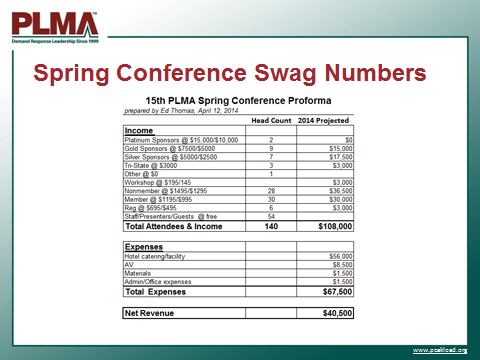 PLMA™
Demand Response Leadership Since 1999
Spring Conference Swag Numbers
15th PLMA Spring Conference Proforma
prepared by Ed Thomas, April 12, 2014
Head Count 2014 Projected
Income
Platinum Sponsors @ $15,000/$10,000 2 $0
Gold Sponsors @ $7500/$5000 9 $15,000
Silver Sponsors @ $5000/$2500 7 $17,500
Tri-State @ $3000 3 $3,000
Other @ $0 1
Workshop @ $195/145 $3,000
Nonmember @ $1495/$1295 28 $36,500
Member @ $1195/$995 30 $30,000
Reg @ $695/$495 6 $3,000
Staff/Presenters/Guests @ free 54
Total Attendees & Income 140 $108,000
Expenses
Hotel catering/facility $56,000
AV $8,500
Materials $1,500
Admin/Office expenses $1,500
Total Expenses $67,500
Net Revenue $40,500
www.peakload.org